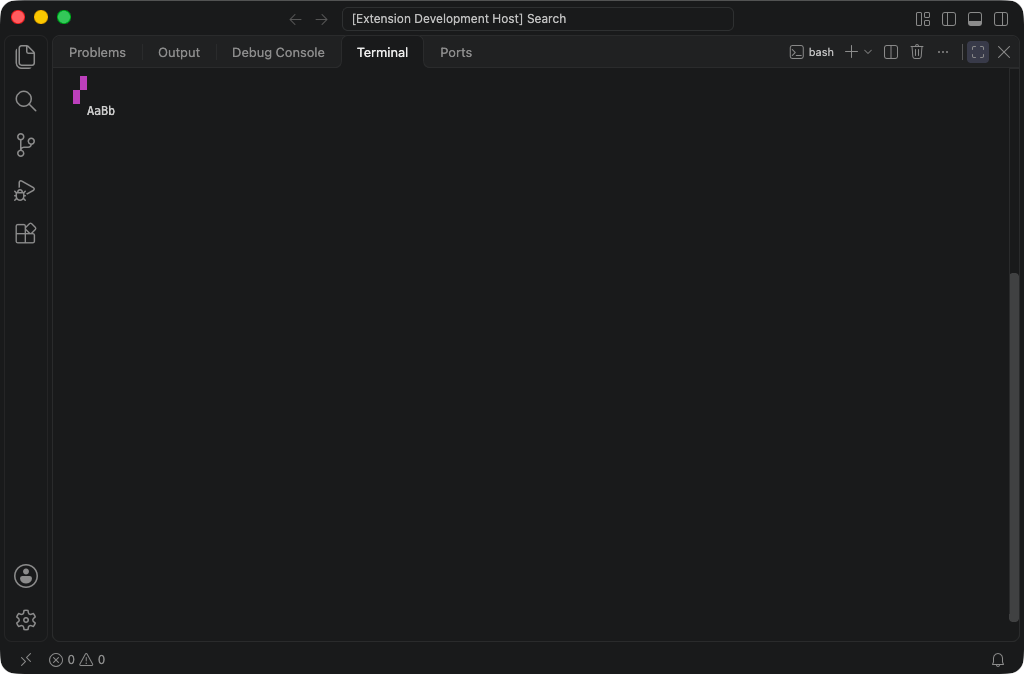 [Extension Development Host] Search
Problems
Output
Debug Console
Terminal
Ports
bash
AaBb
0
0